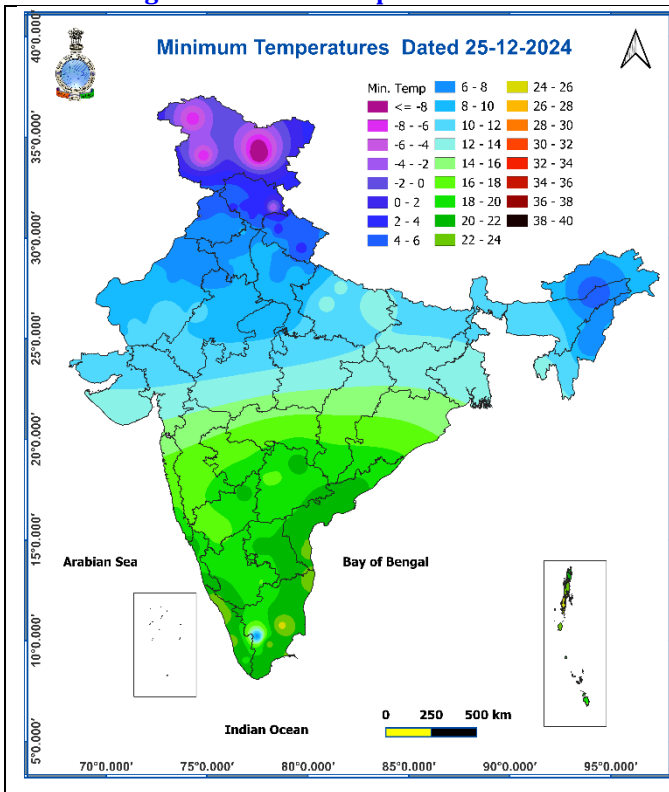 Minimum Temperatures Dated 25-12-2024
Min. Temp
<= -8
-8 - -6
-6 - -4
-4 - -2
-2 - 0
0 - 2
2 - 4
4 - 6
6 - 8
8 - 10
10 - 12
12 - 14
14 - 16
16 - 18
18 - 20
20 - 22
22 - 24
24 - 26
26 - 28
28 - 30
30 - 32
32 - 34
34 - 36
36 - 38
38 - 40
40°0.000'
35°0.000'
30°0.000'
25°0.000'
20°0.000'
15°0.000'
10°0.000'
5°0.000'
Arabian Sea
Bay of Bengal
Indian Ocean
0 250 500 km
70°0.000' 75°0.000' 80°0.000' 85°0.000' 90°0.000' 95°0.000'